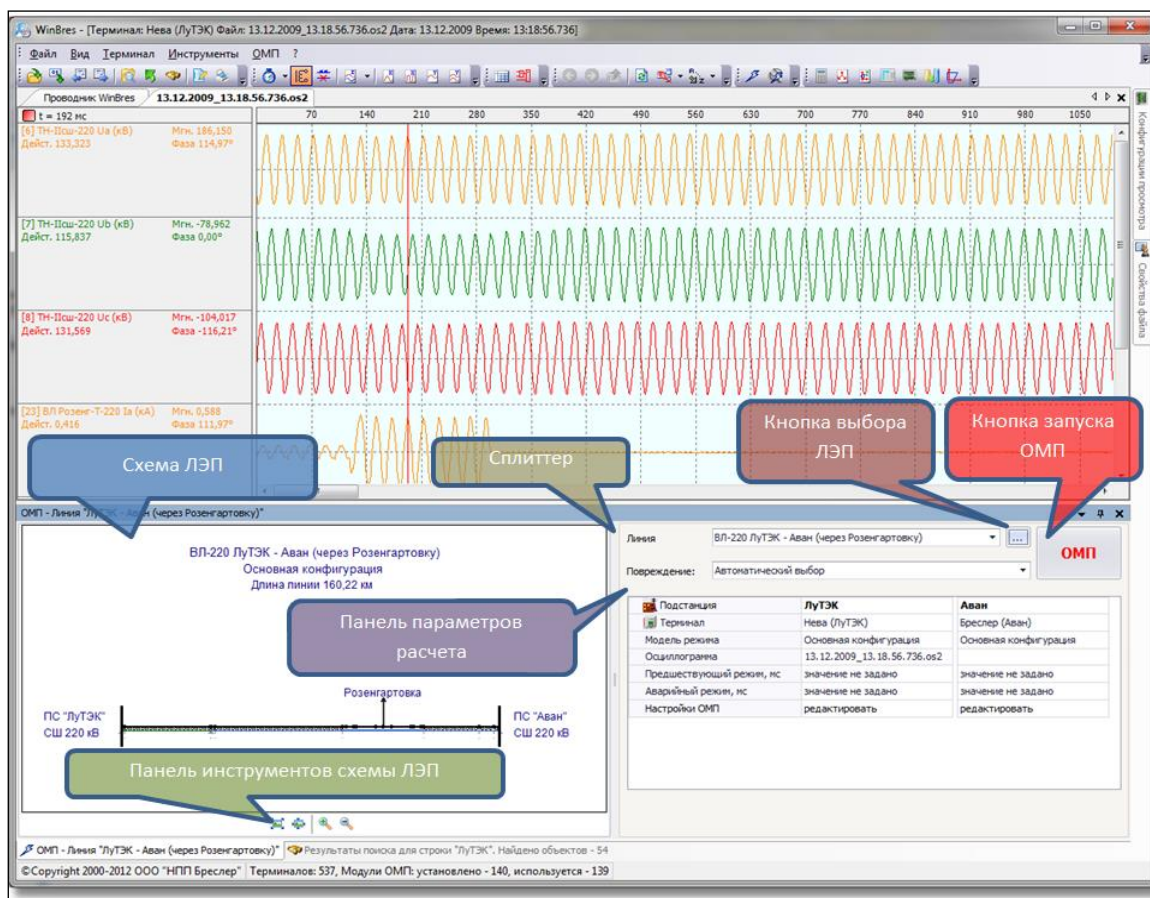 WinBres - [Терминал: Нева (ЛуТЭК) Файл: 13.12.2009_13.18.56.736.os2 Дата: 13.12.2009 Время: 13:18:56.736]
Файл Вид Терминал Инструменты ОМП ?
Проводник WinBres 13.12.2009_13.18.56.736.os2
t = 192 мс 70 140 210 280 350 420 490 560 630 700 770 840 910 980 1050
[6] ТН-IIсш-220 Ua (кВ) Мгн. 186,150
Дейст. 133,323 Фаза 114,97°
[7] ТН-IIсш-220 Ub (кВ) Мгн. -78,962
Дейст. 115,837 Фаза 0,00°
[8] ТН-IIсш-220 Uc (кВ) Мгн. -104,017
Дейст. 131,569 Фаза -116,21°
[23] ВЛ Розенг-Т-220 Ia (кА) Мгн. 0,588
Дейст. 0,416 Фаза 111,97°
Конфигурации просмотра
Свойства файла
Схема ЛЭП
Сплиттер
Кнопка выбора
ЛЭП
Кнопка запуска
ОМП
ОМП - Линия "ЛуТЭК - Аван (через Розенгартовку)"
ВЛ-220 ЛуТЭК - Аван (через Розенгартовку)
Основная конфигурация
Длина линии 160,22 км
Панель параметров
расчета
Розенгартовка
ПС "ЛуТЭК"
СШ 220 кВ
ПС "Аван"
СШ 220 кВ
Панель инструментов схемы ЛЭП
Линия ВЛ-220 ЛуТЭК - Аван (через Розенгартовку) ...
Повреждение: Автоматический выбор
ОМП
Подстанция ЛуТЭК Аван
Терминал Нева (ЛуТЭК) Бреслер (Аван)
Модель режима Основная конфигурация Основная конфигурация
Осциллограмма 13.12.2009_13.18.56.736.os2
Предшествующий режим, мс значение не задано значение не задано
Аварийный режим, мс значение не задано значение не задано
Настройки ОМП редактировать редактировать
ОМП - Линия "ЛуТЭК - Аван (через Розенгартовку)" Результаты поиска для строки "ЛуТЭК". Найдено объектов - 54
©Copyright 2000-2012 ООО "НПП Бреслер" Терминалов: 537, Модули ОМП: установлено - 140, используется - 139